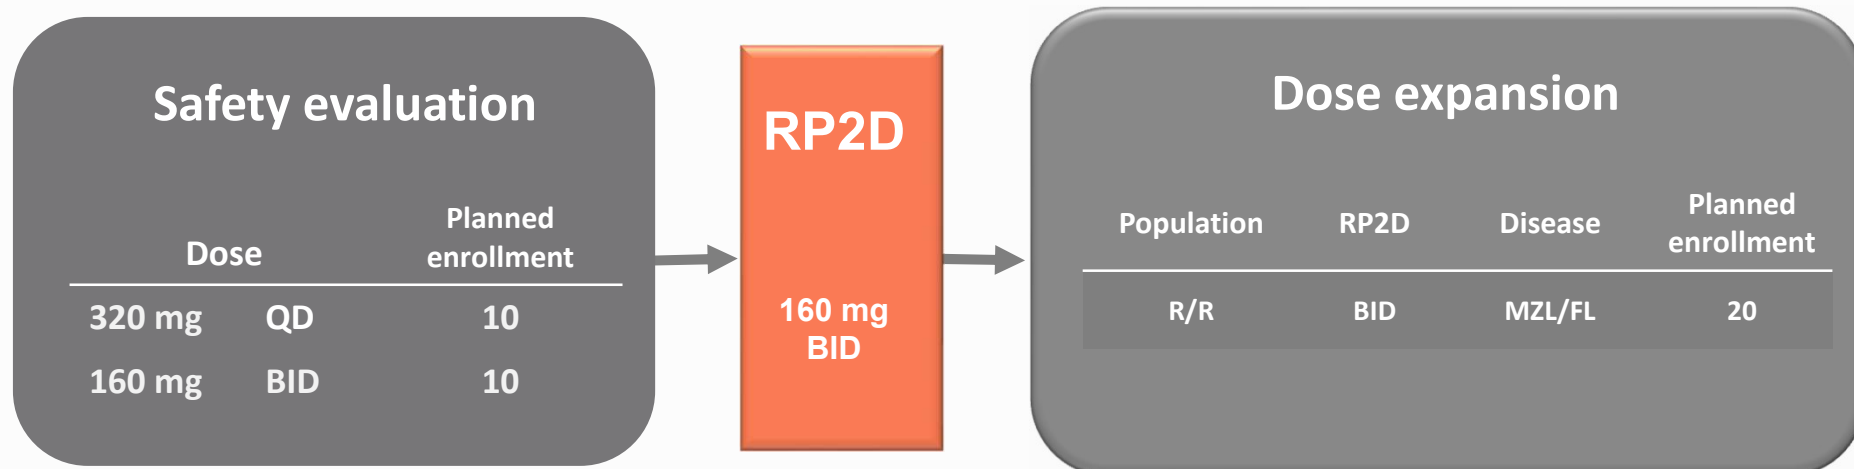 Safety evaluation
Dose
Planned
enrollment
320 mg QD 10
160 mg BID 10
RP2D
160 mg
BID
Dose expansion
Population RP2D Disease Planned
enrollment
R/R BID MZL/FL 20